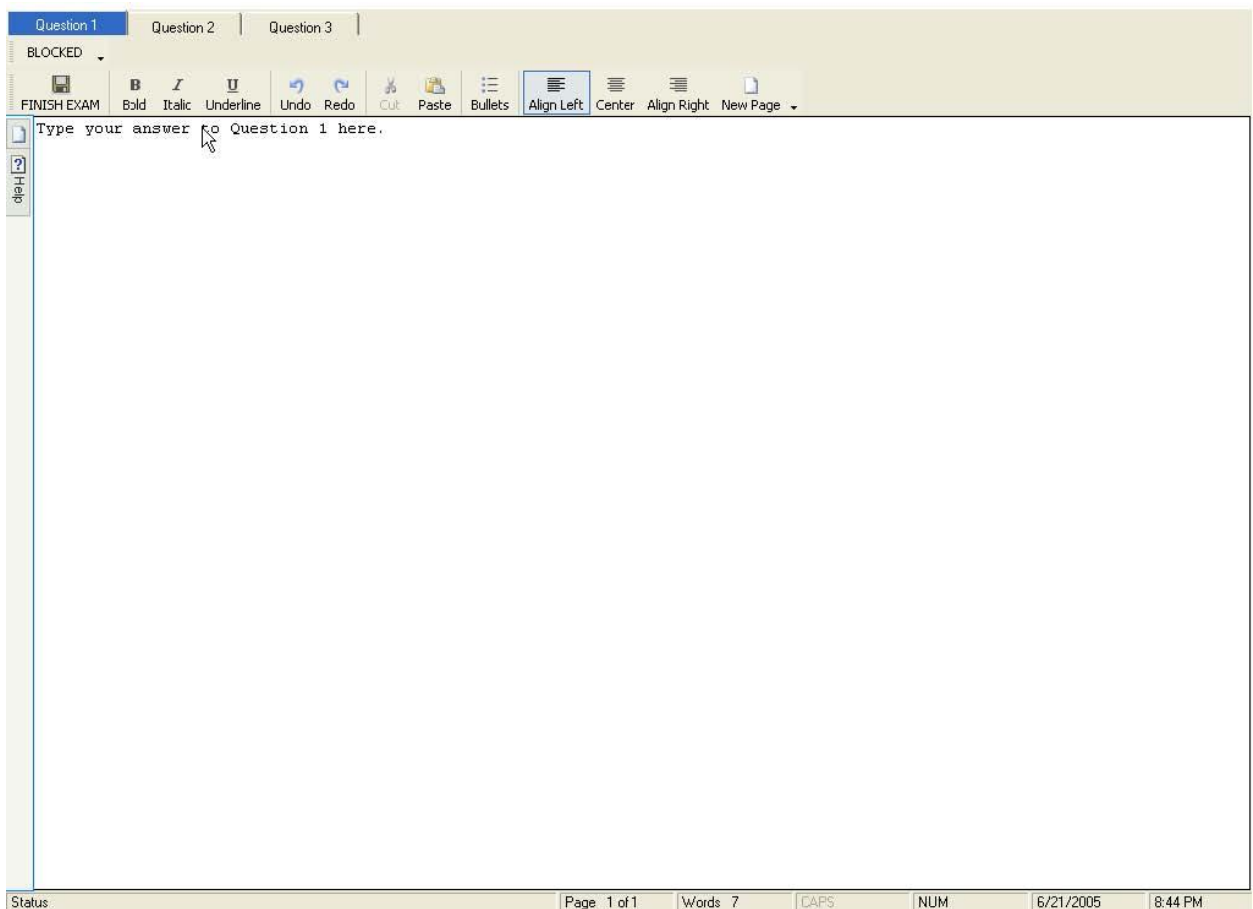 Question 1 Question 2 Question 3
BLOCKED
FINISH EXAM Bold Italic Underline Undo Redo Cut Paste Bullets Align Left Center Align Right New Page
Type your answer to Question 1 here.
Help
Status Page 1 of 1 Words 7 CAPS NUM 6/21/2005 8:44 PM